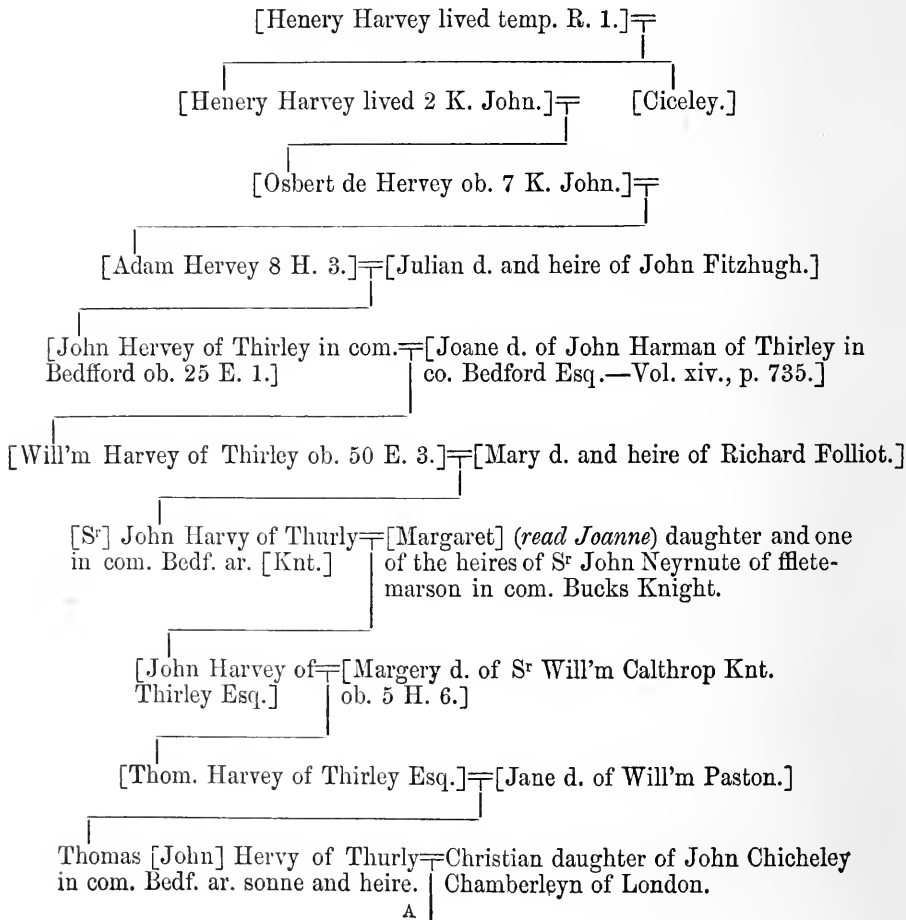 [Henery Harvey lived temp. R. 1.]
[Henery Harvey lived 2 K. John.] [Ciceley.]
[Osbert de Hervey ob. 7 K. John.]
[Adam Hervey 8 H. 3.]=[Julian d. and heire of John Fitzhugh.]
[John Hervey of Thirley in com.=[Joane d. of John Harman of Thirley in
Bedfford ob. 25 E. 1.] co. Bedford Esq.—Vol. xiv., p. 735.]
[Will'm Harvey of Thirley ob. 50 E. 3.]=[Mary d. and heire of Richard Folliot.]
[Sʳ] John Harvy of Thurly=[Margaret] (read Joanne) daughter and one
in com. Bedf. ar. [Knt.] of the heires of Sʳ John Neyrnute of fflete-
marson in com. Bucks Knight.
[John Harvey of=[Margery d. of Sʳ Will'm Calthrop Knt.
Thirley Esq.] ob. 5 H. 6.]
[Thom. Harvey of Thirley Esq.]=[Jane d. of Will'm Paston.]
Thomas [John] Hervy of Thurly=Christian daughter of John Chicheley
in com. Bedf. ar. sonne and heire. Chamberleyn of London.
A